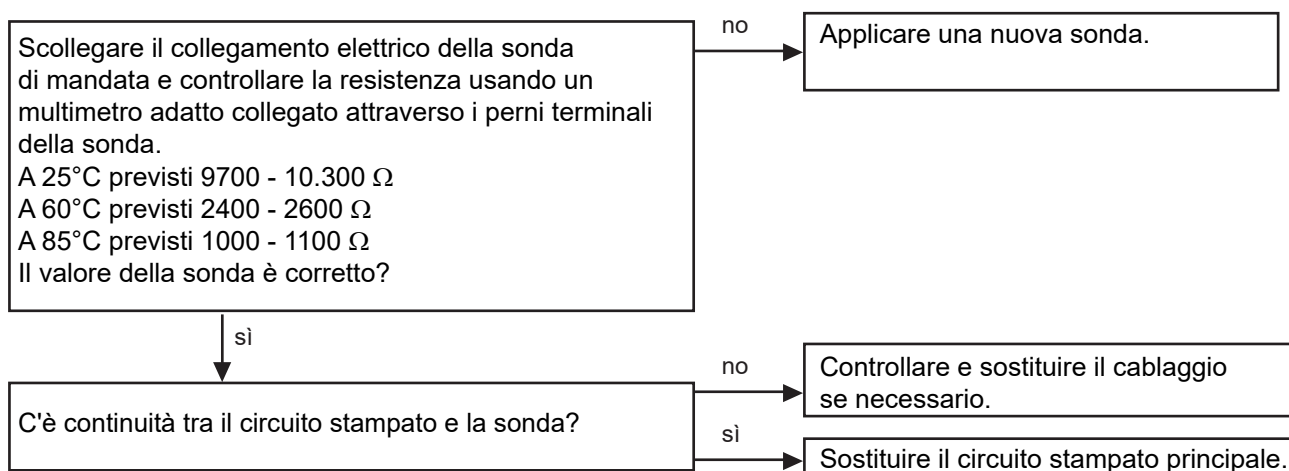 Scollegare il collegamento elettrico della sonda
di mandata e controllare la resistenza usando un
multimetro adatto collegato attraverso i perni terminali
della sonda.
A 25°C previsti 9700 - 10.300 Ω
A 60°C previsti 2400 - 2600 Ω
A 85°C previsti 1000 - 1100 Ω
Il valore della sonda è corretto?
no
Applicare una nuova sonda.
sì
C'è continuità tra il circuito stampato e la sonda?
no
Controllare e sostituire il cablaggio
se necessario.
sì
Sostituire il circuito stampato principale.